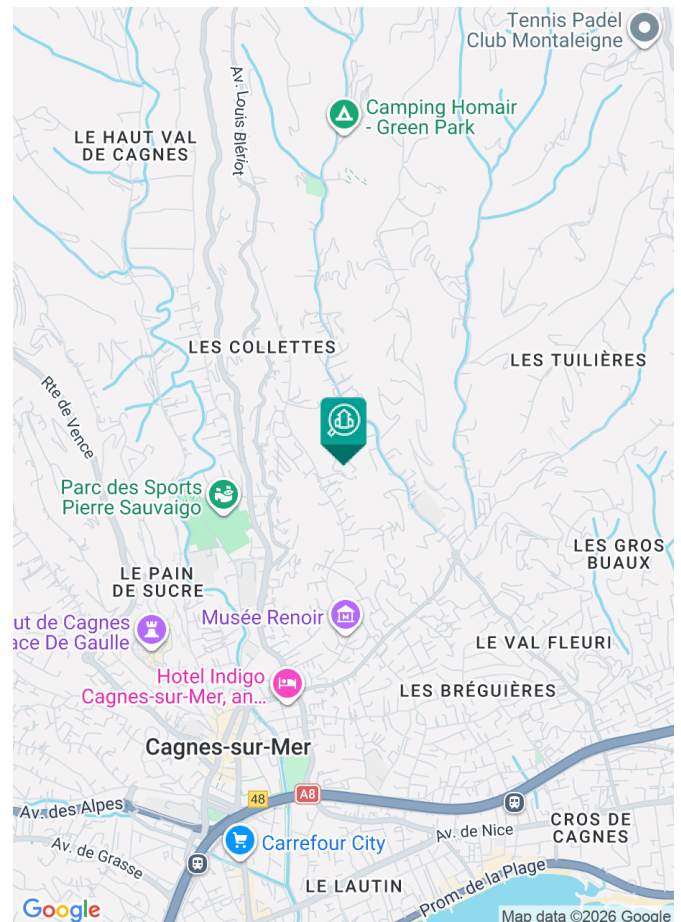 Tennis Padel
Club Montaleigne
Av. Louis Blériot
Camping Homair
- Green Park
LE HAUT VAL
DE CAGNES
LES COLLETTES
LES TUILIÈRES
Rte de Vence
Parc des Sports
Pierre Sauvaigo
LES GROS
BUAUX
LE PAIN
DE SUCRE
Musée Renoir
ut de Cagnes
ace De Gaulle
LE VAL FLEURI
Hotel Indigo
Cagnes-sur-Mer, an...
LES BRÉGUIÈRES
Cagnes-sur-Mer
48
A8
Av. des Alpes
Av. de Nice
CROS DE
CAGNES
Carrefour City
Av. de Grasse
LE LAUTIN
Prom. de la Plage
Google
Map data ©2026 Google